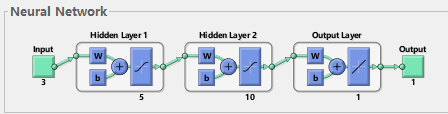 Neural Network
Hidden Layer 1 Hidden Layer 2 Output Layer
Input Output
W W W
b b b
3 1
5 10 1